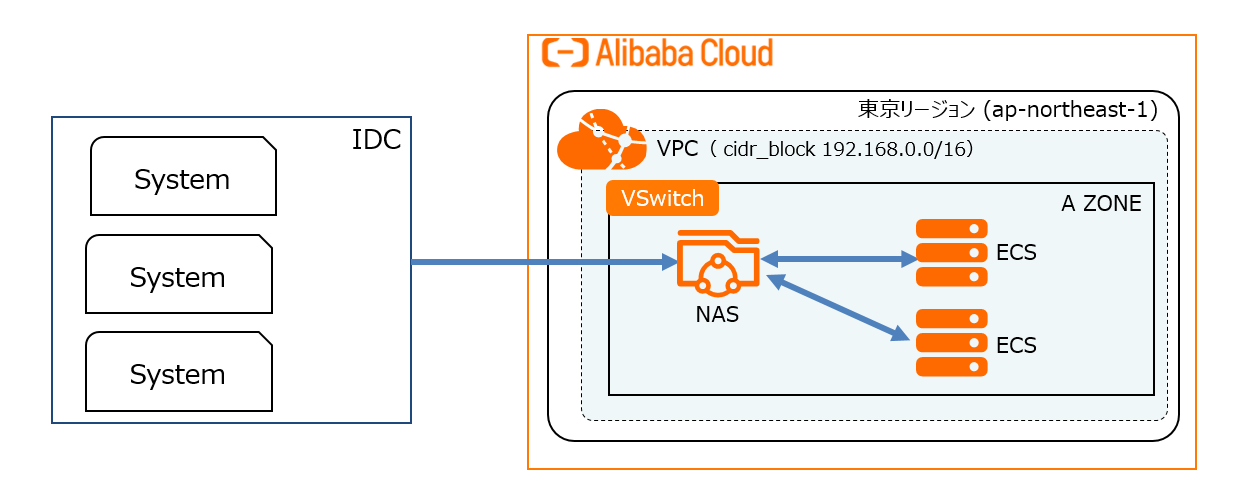 Alibaba Cloud
東京リージョン (ap-northeast-1)
IDC
System
System
System
VPC（ cidr_block 192.168.0.0/16）
VSwitch
A ZONE
NAS
ECS
ECS